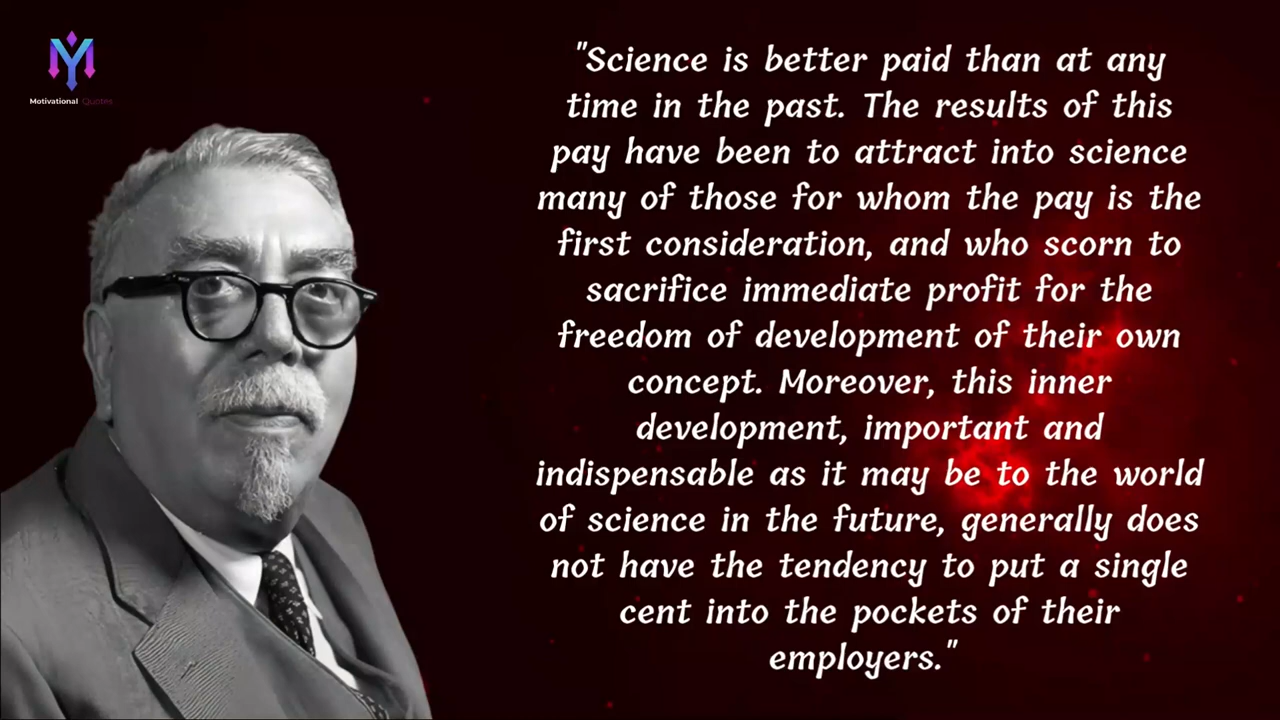 Motivational Quotes
"Science is better paid than at any
time in the past. The results of this
pay have been to attract into science
many of those for whom the pay is the
first consideration, and who scorn to
sacrifice immediate profit for the
freedom of development of their own
concept. Moreover, this inner
development, important and
indispensable as it may be to the world
of science in the future, generally does
not have the tendency to put a single
cent into the pockets of their
employers."